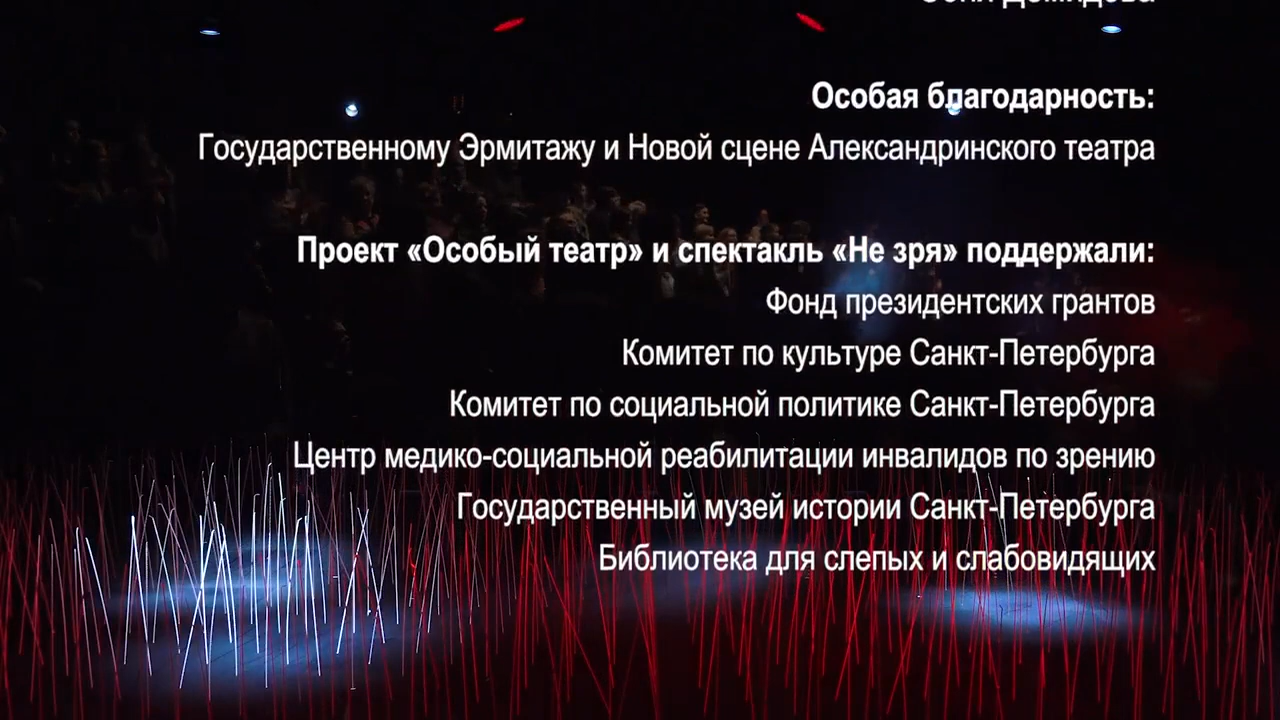 Особая благодарность:
Государственному Эрмитажу и Новой сцене Александринского театра
Проект «Особый театр» и спектакль «Не зря» поддержали:
Фонд президентских грантов
Комитет по культуре Санкт-Петербурга
Комитет по социальной политике Санкт-Петербурга
Центр медико-социальной реабилитации инвалидов по зрению
Государственный музей истории Санкт-Петербурга
Библиотека для слепых и слабовидящих